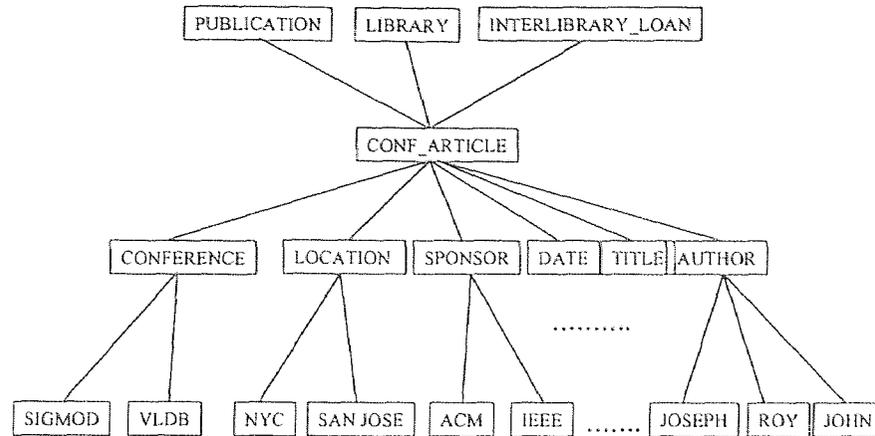 PUBLICATION LIBRARY INTERLIBRARY_LOAN
CONF_ARTICLE
CONFERENCE LOCATION SPONSOR DATE TITLE AUTHOR
..........
SIGMOD VLDB NYC SAN JOSE ACM IEEE ....... JOSEPH ROY JOHN